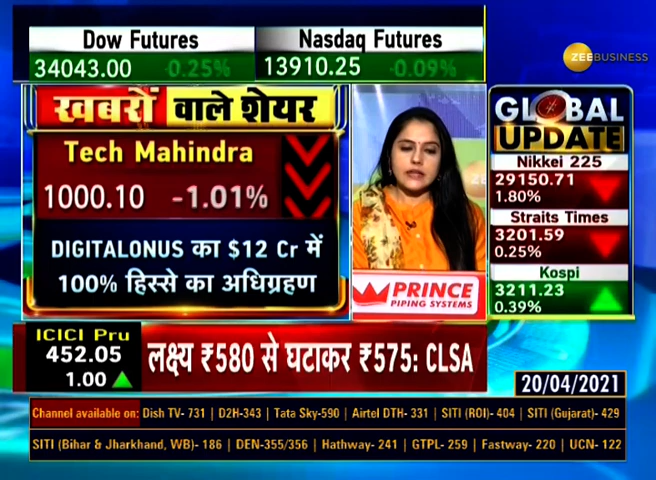 Dow Futures
34043.00 -0.25%
Nasdaq Futures
13910.25 -0.09%
ZEEBUSINESS
खबरों वाले शेयर
Tech Mahindra
1000.10 -1.01%
DIGITALONUS का $12 Cr में
100% हिस्से का अधिग्रहण
PRINCE
PIPING SYSTEMS
GLOBAL
UPDATE
Nikkei 225
29150.71
1.80%
Straits Times
3201.59
0.25%
Kospi
3211.23
0.39%
ICICI Pru
452.05
1.00
लक्ष्य ₹580 से घटाकर ₹575: CLSA
20/04/2021
Channel available on: Dish TV- 731 | D2H-343 | Tata Sky-590 | Airtel DTH- 331 | SITI (ROI)- 404 | SITI (Gujarat)- 429
SITI (Bihar & Jharkhand, WB)- 186 | DEN-355/356 | Hathway- 241 | GTPL- 259 | Fastway- 220 | UCN- 122